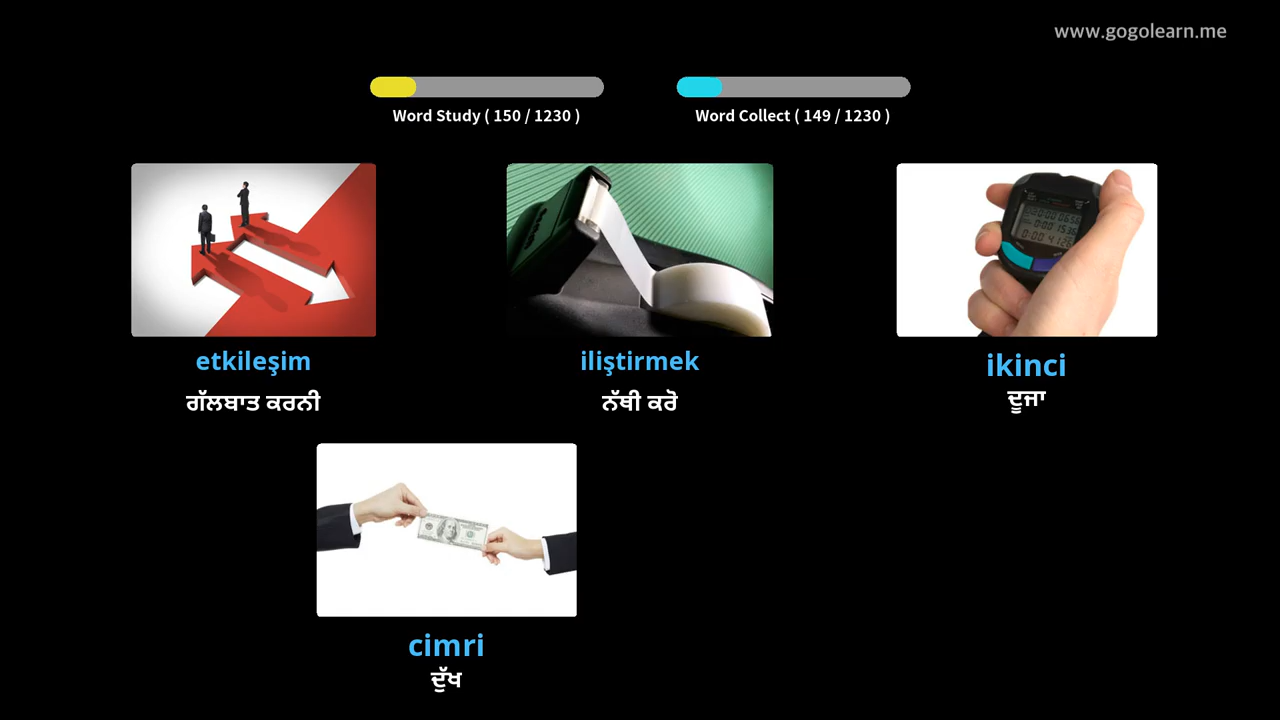 www.gogolearn.me
Word Study ( 150 / 1230 )
Word Collect ( 149 / 1230 )
etkileşim
ਗੱਲਬਾਤ ਕਰਨੀ
iliştirmek
ਨੱਥੀ ਕਰੋ
ikinci
ਦੂਜਾ
cimri
ਦੁੱਖ